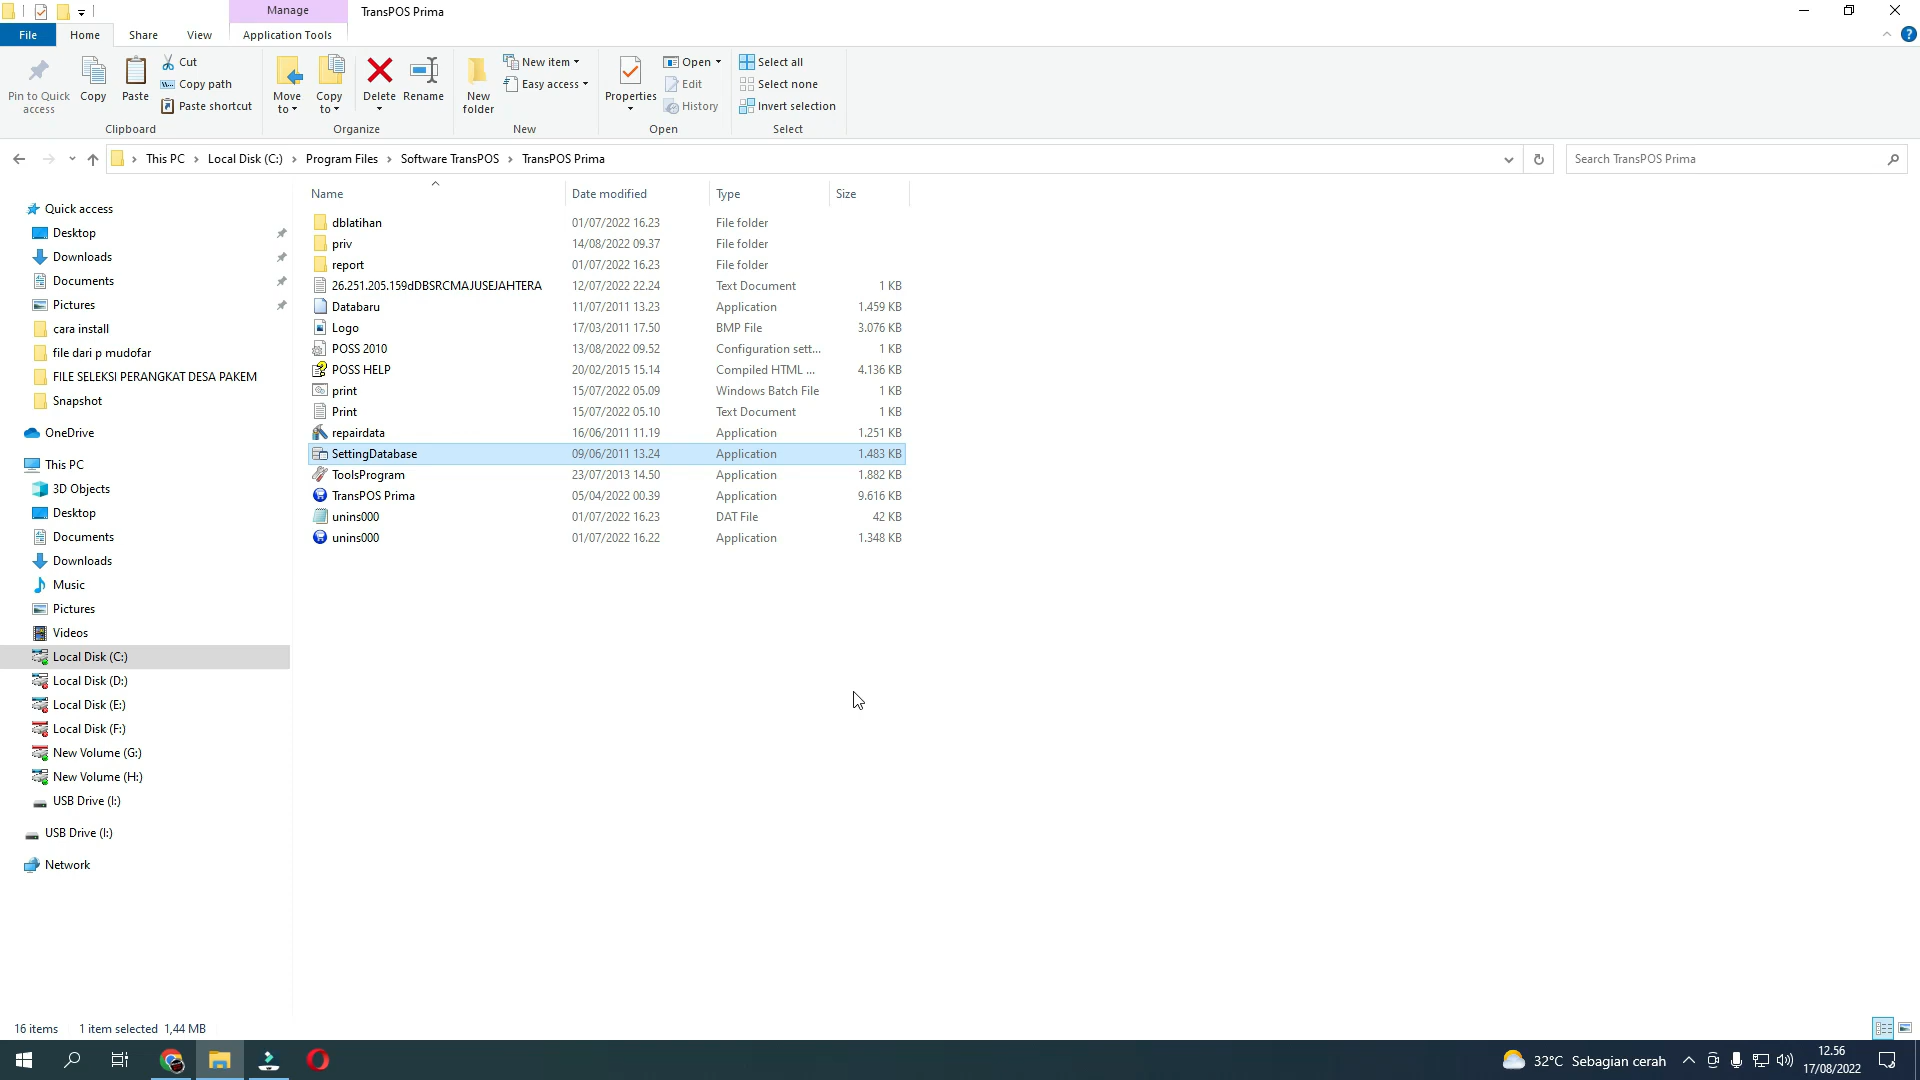 Manage
TransPOS Prima
File
Home
Share
View
Application Tools
Pin to Quick access
Copy
Paste
Cut
Copy path
Paste shortcut
Clipboard
Move to
Copy to
Delete
Rename
Organize
New folder
New item
Easy access
New
Properties
Open
Edit
History
Open
Select all
Select none
Invert selection
Select
This PC
Local Disk (C:)
Program Files
Software TransPOS
TransPOS Prima
Search TransPOS Prima
Quick access
Desktop
Downloads
Documents
Pictures
cara install
file dari p mudofar
FILE SELEKSI PERANGKAT DESA PAKEM
Snapshot
OneDrive
This PC
3D Objects
Desktop
Documents
Downloads
Music
Pictures
Videos
Local Disk (C:)
Local Disk (D:)
Local Disk (E:)
Local Disk (F:)
New Volume (G:)
New Volume (H:)
USB Drive (I:)
USB Drive (I:)
Network
Name Date modified Type Size
dblatihan 01/07/2022 16.23 File folder
priv 14/08/2022 09.37 File folder
report 01/07/2022 16.23 File folder
26.251.205.159dDBSRCMAJUSEJAHTERA 12/07/2022 22.24 Text Document 1 KB
Databaru 11/07/2011 13.23 Application 1.459 KB
Logo 17/03/2011 17.50 BMP File 3.076 KB
POSS 2010 13/08/2022 09.52 Configuration sett... 1 KB
POSS HELP 20/02/2015 15.14 Compiled HTML ... 4.136 KB
print 15/07/2022 05.09 Windows Batch File 1 KB
Print 15/07/2022 05.10 Text Document 1 KB
repairdata 16/06/2011 11.19 Application 1.251 KB
SettingDatabase 09/06/2011 13.24 Application 1.483 KB
ToolsProgram 23/07/2013 14.50 Application 1.882 KB
TransPOS Prima 05/04/2022 00.39 Application 9.616 KB
unins000 01/07/2022 16.23 DAT File 42 KB
unins000 01/07/2022 16.22 Application 1.348 KB
16 items 1 item selected 1,44 MB
32°C Sebagian cerah
12.56
17/08/2022